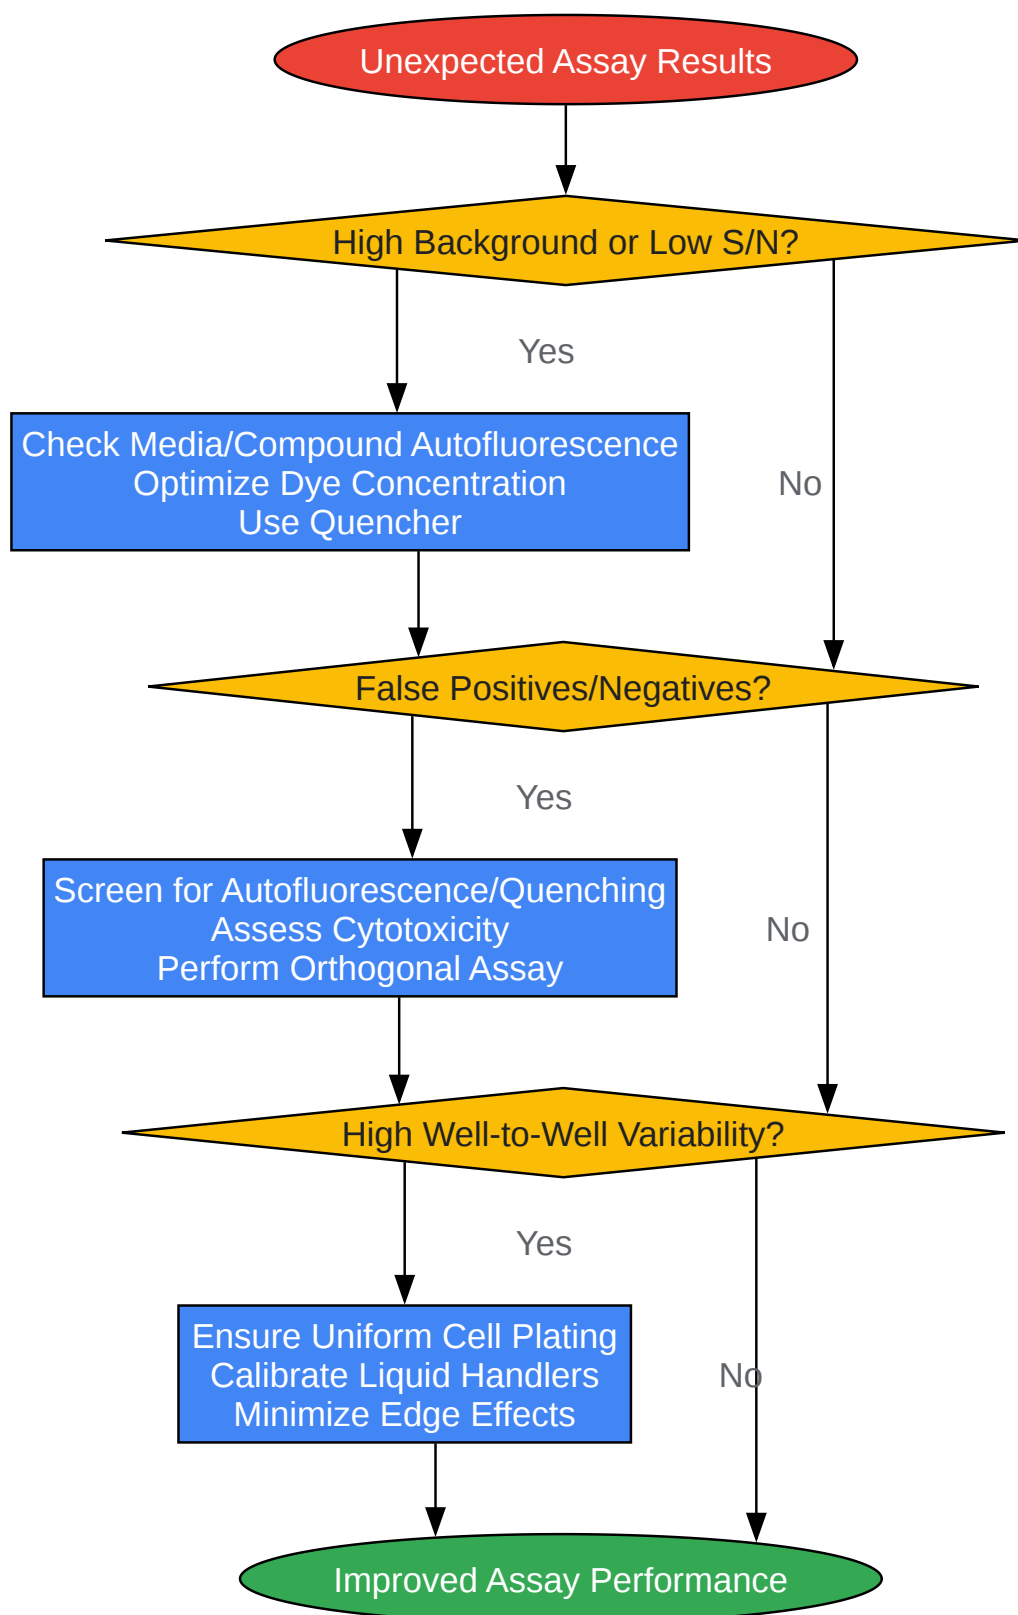 Unexpected Assay Results
High Background or Low S/N?
Yes
Check Media/Compound Autofluorescence
Optimize Dye Concentration
Use Quencher
No
False Positives/Negatives?
Yes
Screen for Autofluorescence/Quenching
Assess Cytotoxicity
Perform Orthogonal Assay
No
High Well-to-Well Variability?
Yes
Ensure Uniform Cell Plating
Calibrate Liquid Handlers
Minimize Edge Effects
No
Improved Assay Performance